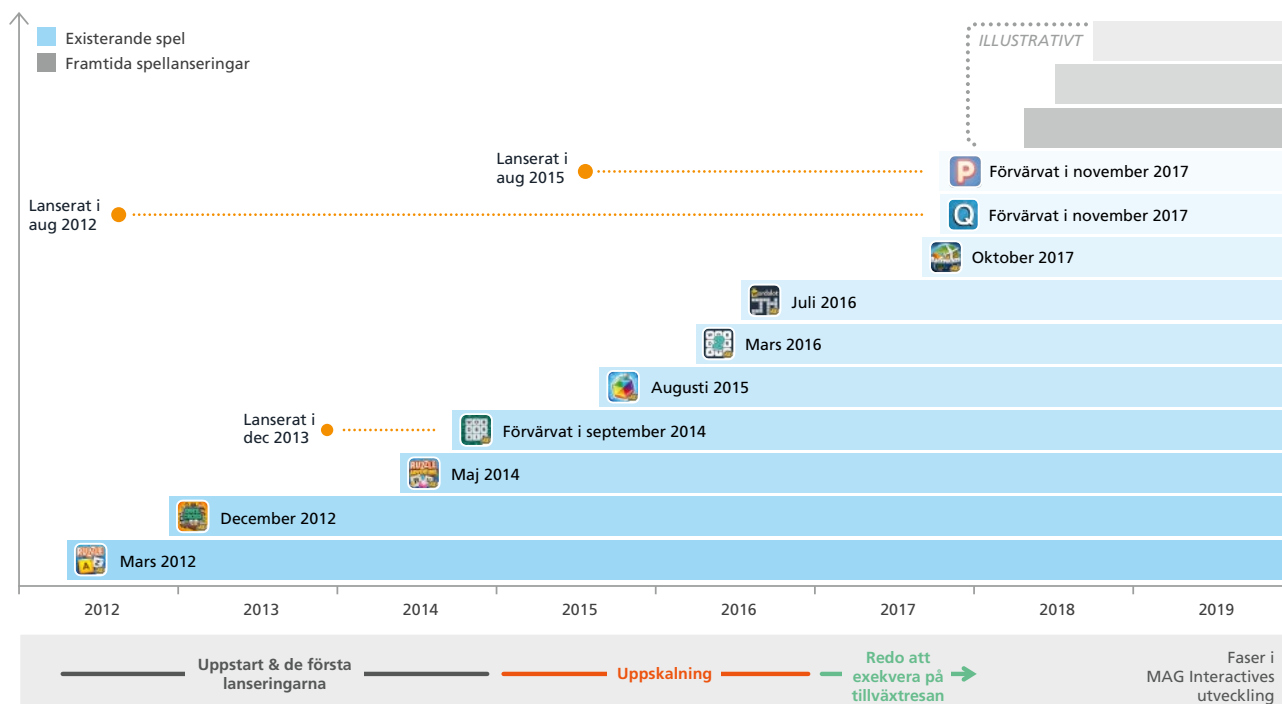 Existerande spel
Framtida spellanseringar
ILLUSTRATIVT
Lanserat i
aug 2015
P
Förvärvat i november 2017
Lanserat i
aug 2012
Q
Förvärvat i november 2017
Oktober 2017
Juli 2016
Mars 2016
Augusti 2015
Lanserat i
dec 2013
Förvärvat i september 2014
RUZZLE
Maj 2014
December 2012
RUZZLE
A
Mars 2012
2012 2013 2014 2015 2016 2017 2018 2019
Uppstart & de första
lanseringarna
Uppskalning
Redo att
exekvera på
tillväxtresan
Faser i
MAG Interactives
utveckling